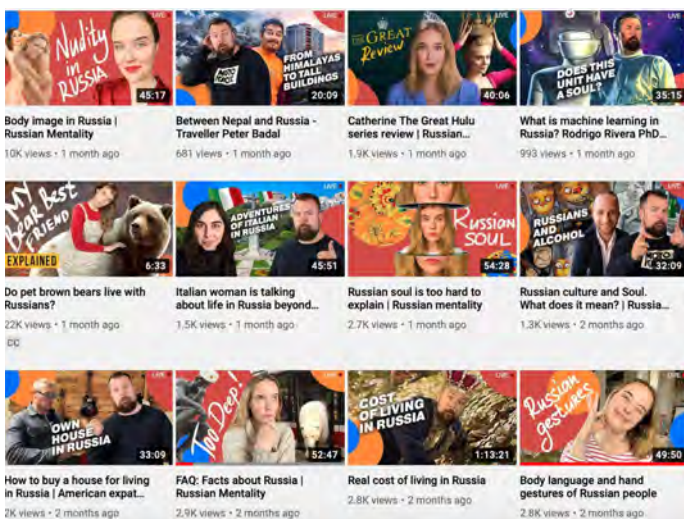 Nudity
in
RUSSIA
LIVE
45:17
FROM
HIMALAYAS
TO TALL
BUILDINGS
20:09
THE GREAT
Review
LIVE
40:06
DOES THIS
UNIT HAVE
A SOUL?
LIVE
35:15
Body image in Russia |
Russian Mentality
10K views • 1 month ago
Between Nepal and Russia -
Traveller Peter Badal
681 views • 1 month ago
Catherine The Great Hulu
series review | Russian...
1.9K views • 1 month ago
What is machine learning in
Russia? Rodrigo Rivera PhD...
993 views • 1 month ago
MY
Bear Best
FRIEND
EXPLAINED
6:33
ADVENTURES
OF ITALIAN
IN RUSSIA
LIVE
45:51
Russian
SOUL
54:28
RUSSIANS
AND
ALCOHOL
LIVE
32:09
Do pet brown bears live with
Russians?
22K views • 1 month ago
CC
Italian woman is talking
about life in Russia beyond...
1.5K views • 1 month ago
Russian soul is too hard to
explain | Russian mentality
2.7K views • 1 month ago
Russian culture and Soul.
What does it mean? | Russia...
1.3K views • 2 months ago
OWN
HOUSE
IN RUSSIA
LIVE
33:09
Too Deep!
LIVE
52:47
COST
OF LIVING
IN RUSSIA
LIVE
1:13:21
Russian
gestures
LIVE
49:50
How to buy a house for living
in Russia | American expat...
2K views • 2 months ago
FAQ: Facts about Russia |
Russian Mentality
2.9K views • 2 months ago
Real cost of living in Russia
2.8K views • 2 months ago
Body language and hand
gestures of Russian people
2.8K views • 2 months ago